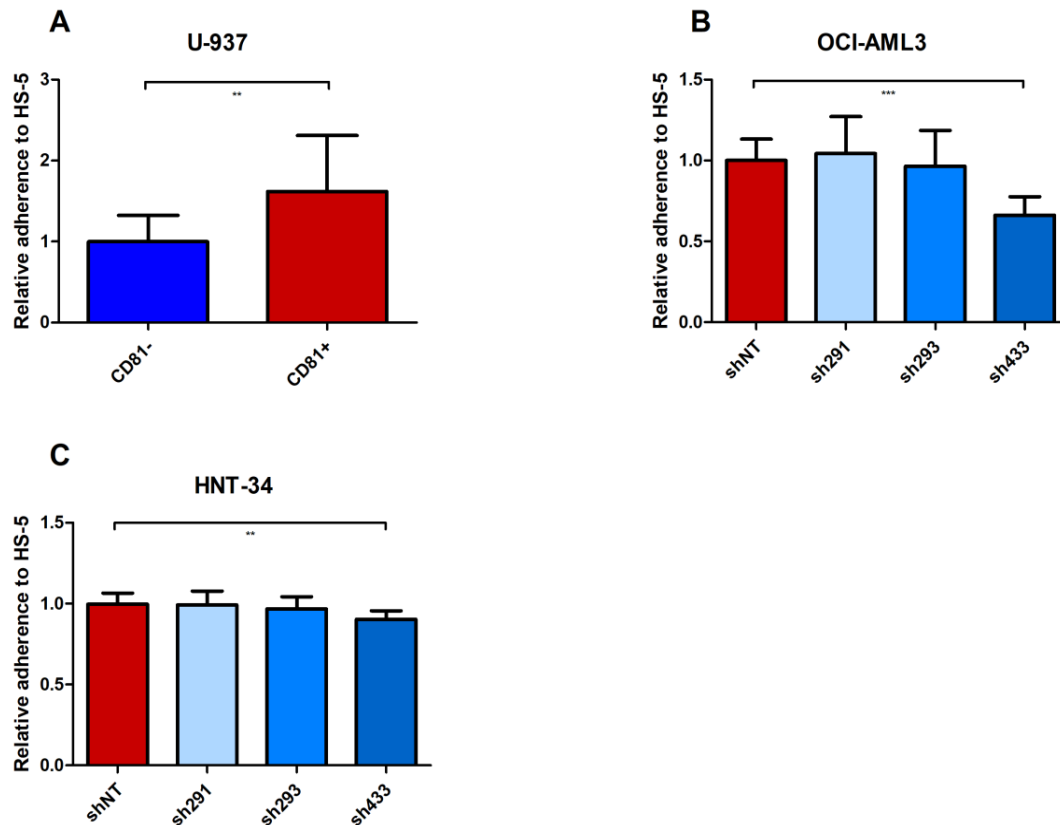 A
U-937
Relative adherence to HS-5
3
2
1
0
**
CD81-
CD81+
B
OCI-AML3
Relative adherence to HS-5
1.5
1.0
0.5
0.0
***
shNT
sh291
sh293
sh433
C
HNT-34
Relative adherence to HS-5
1.5
1.0
0.5
0.0
**
shNT
sh291
sh293
sh433